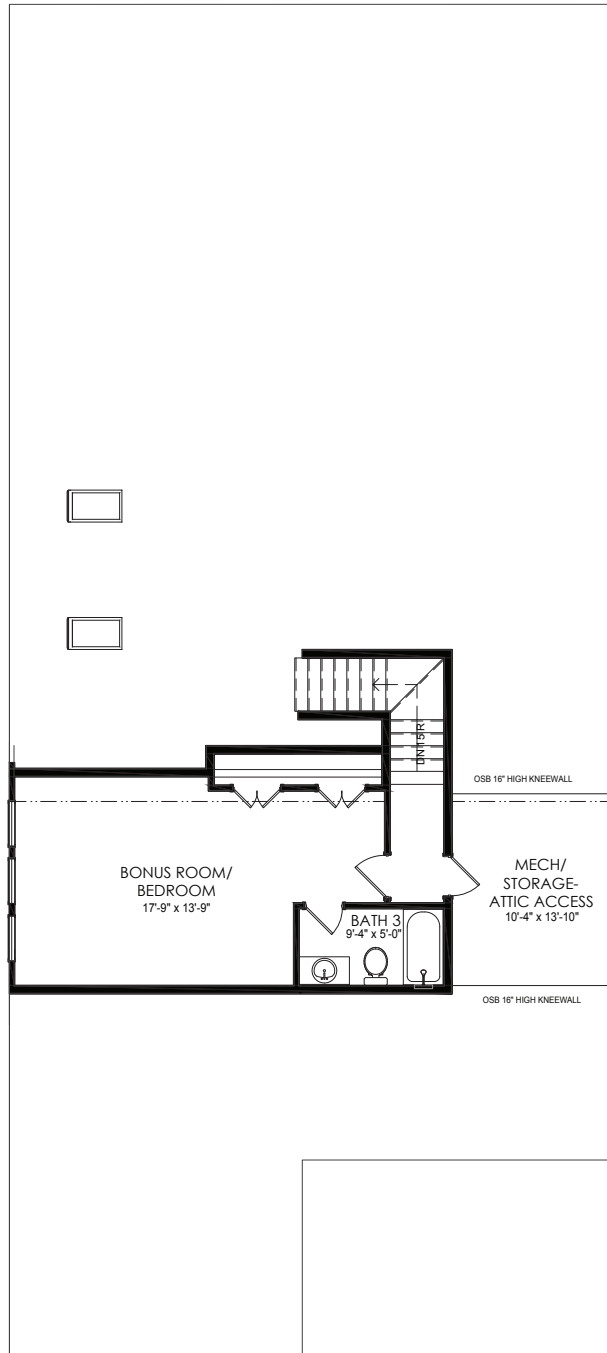 DN 15 R
OSB 16" HIGH KNEEWALL
BONUS ROOM/
BEDROOM
17'-9" x 13'-9"
MECH/
STORAGE-
ATTIC ACCESS
10'-4" x 13'-10"
BATH 3
9'-4" x 5'-0"
OSB 16" HIGH KNEEWALL